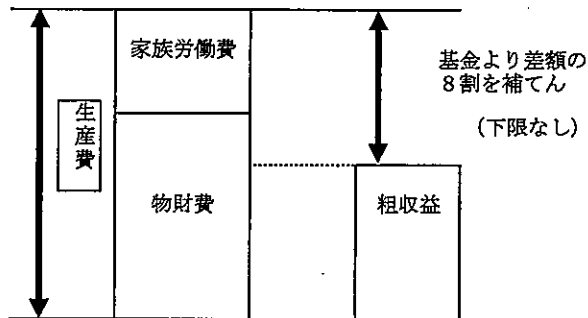 家族労働費
生産費
物財費
粗収益
基金より差額の
８割を補てん
(下限なし)